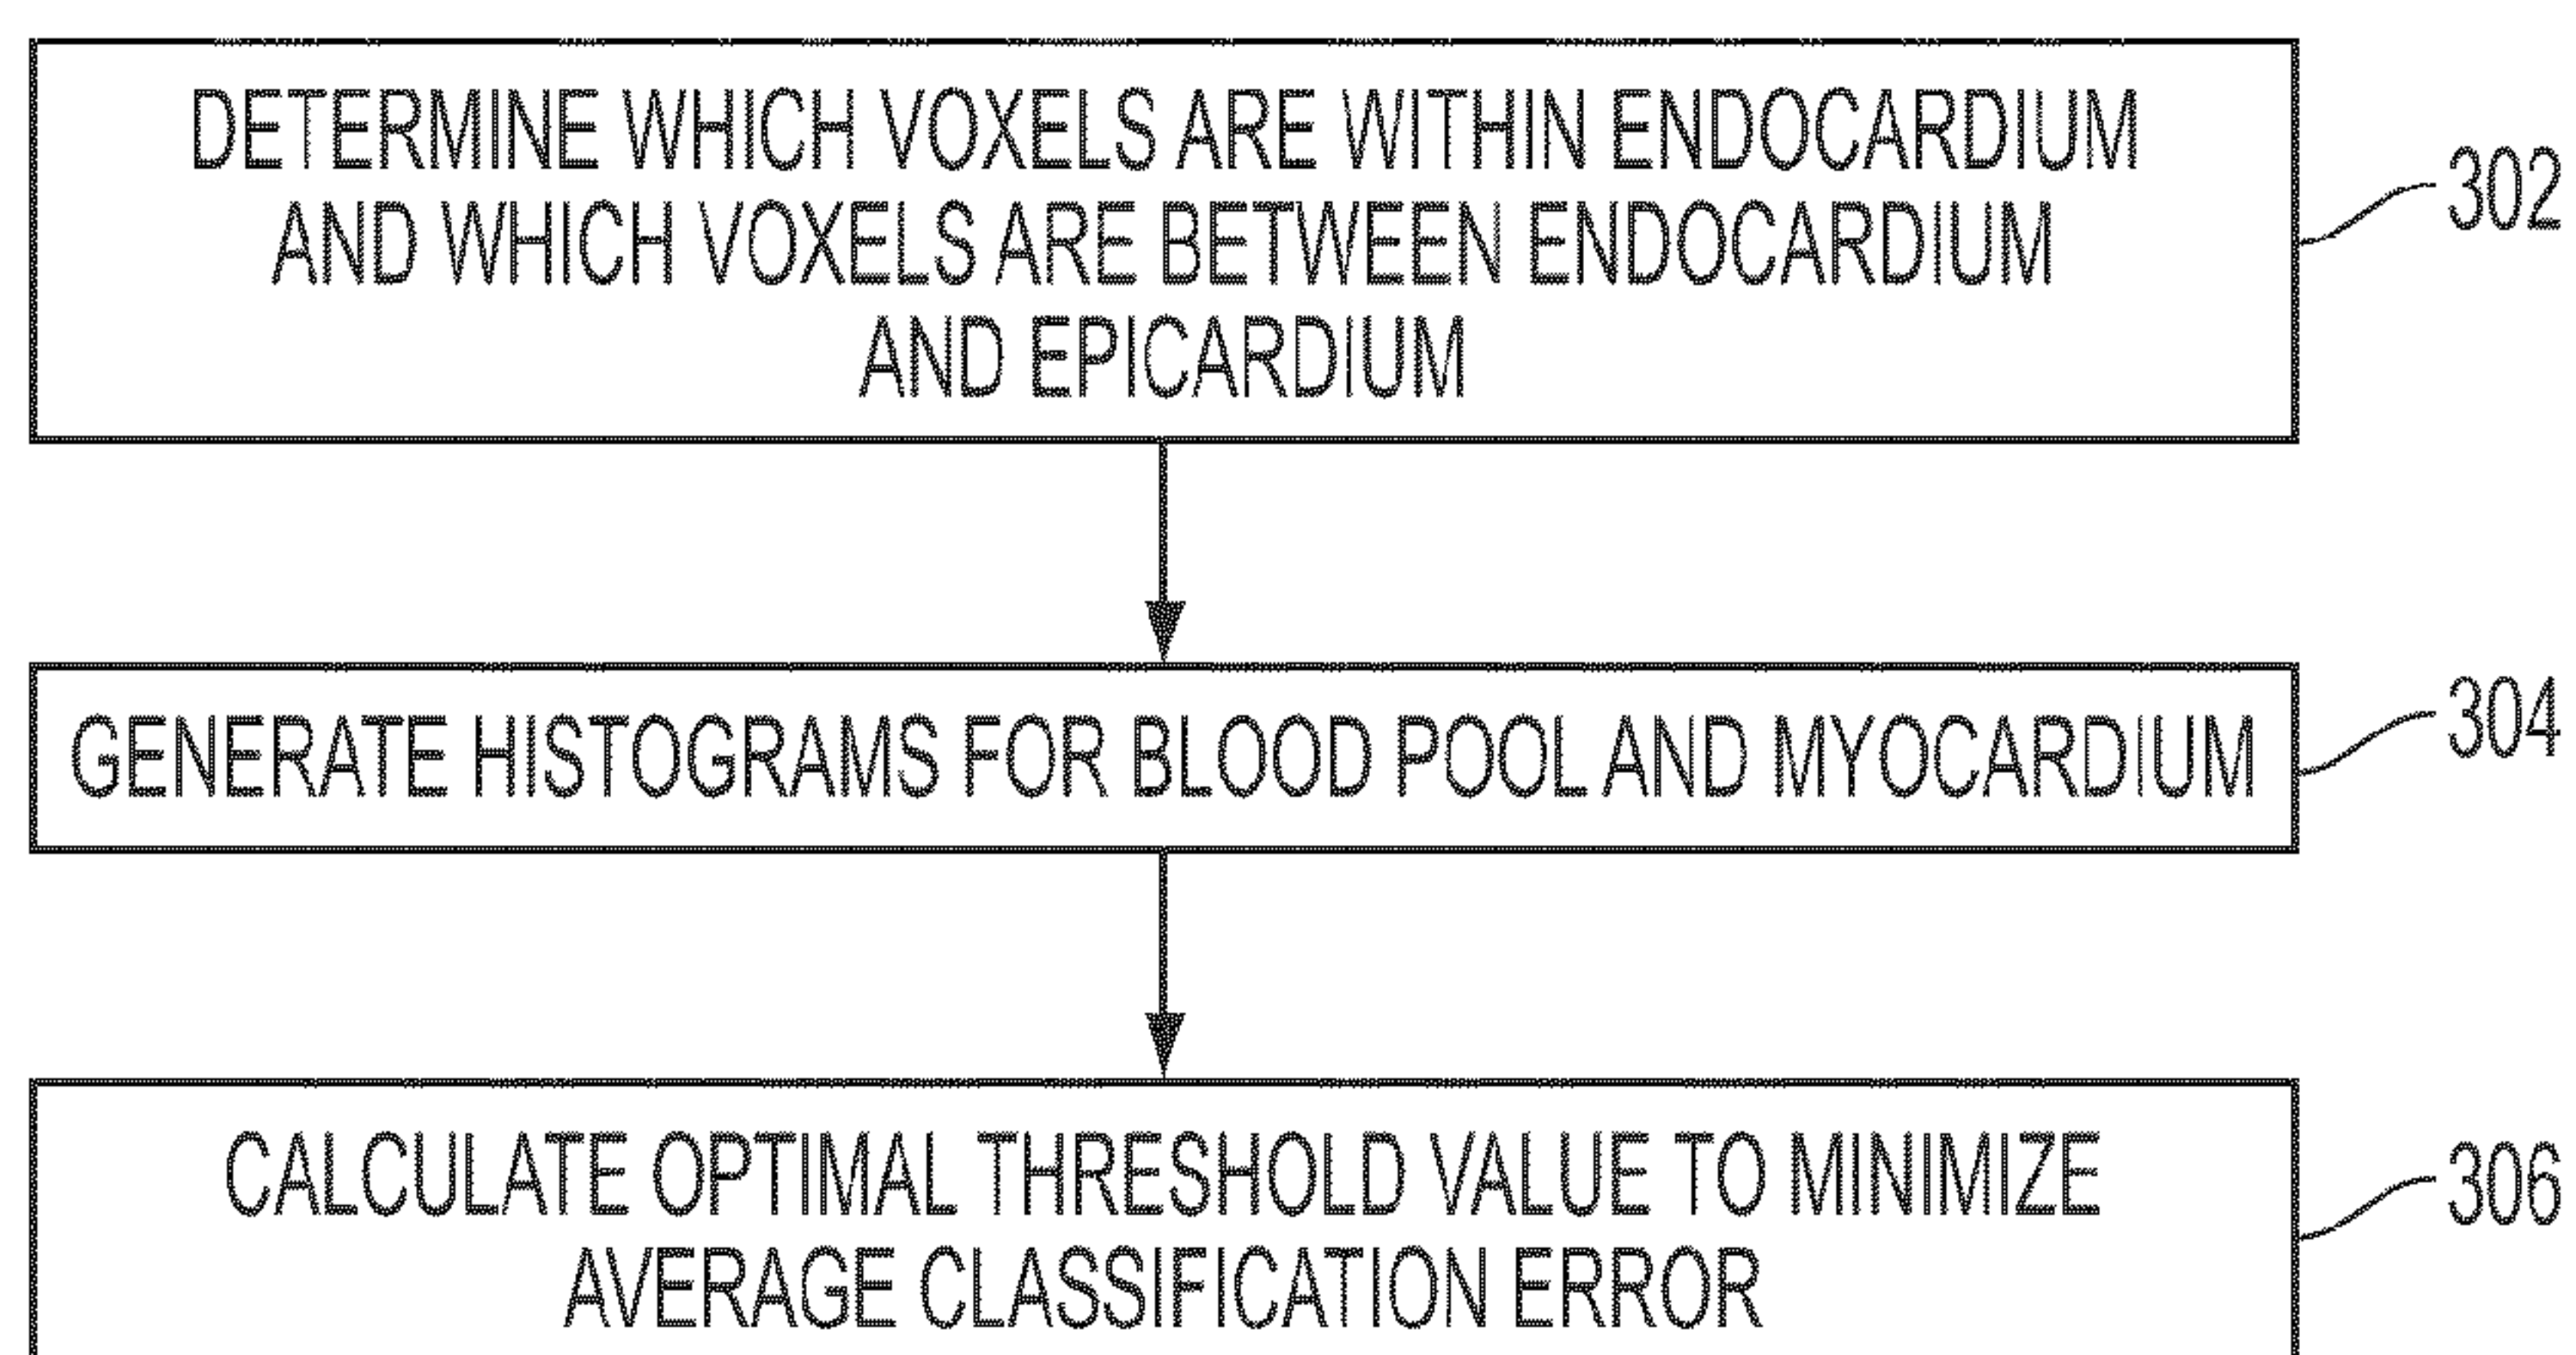 DETERMINE WHICH VOXELS ARE WITHIN ENDOCARDIUM
AND WHICH VOXELS ARE BETWEEN ENDOCARDIUM
AND EPICARDIUM
302
GENERATE HISTOGRAMS FOR BLOOD POOL AND MYOCARDIUM
304
CALCULATE OPTIMAL THRESHOLD VALUE TO MINIMIZE
AVERAGE CLASSIFICATION ERROR
306